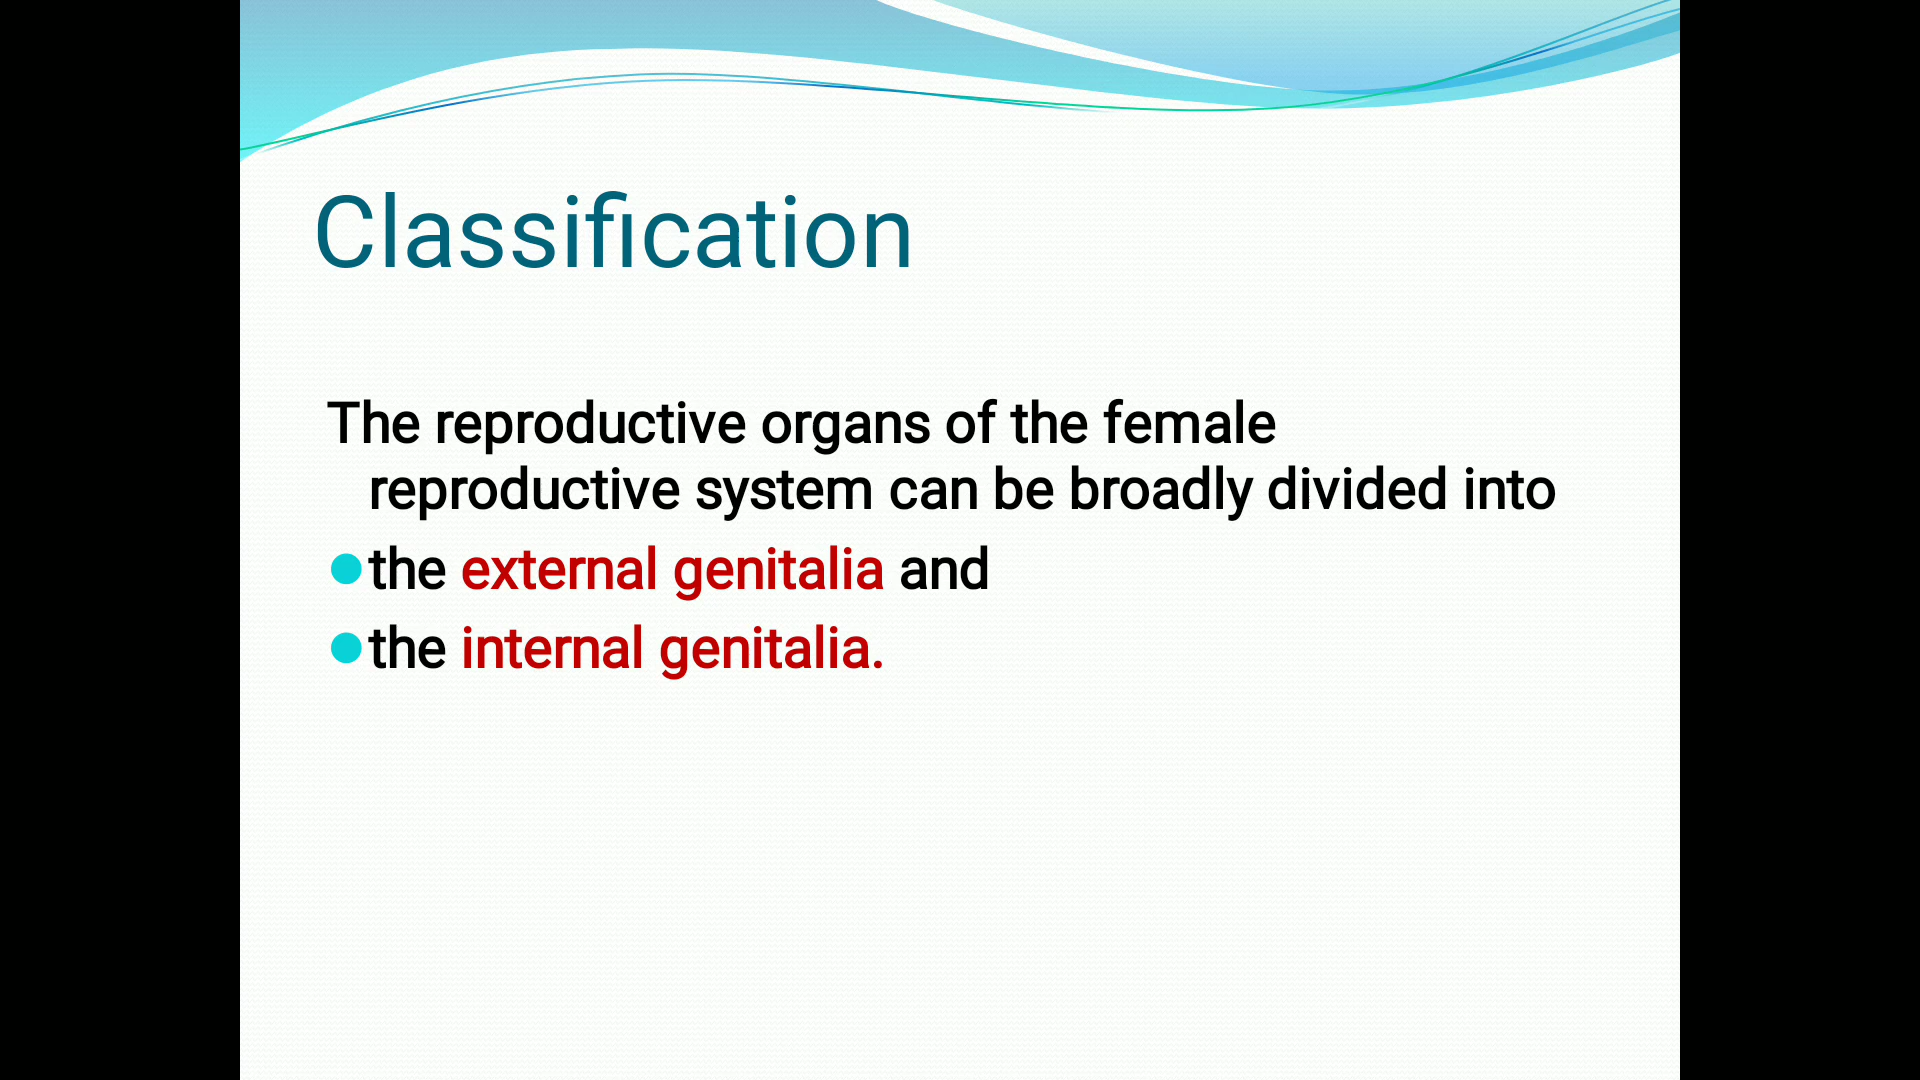 Classification
The reproductive organs of the female
reproductive system can be broadly divided into
the external genitalia and
the internal genitalia.